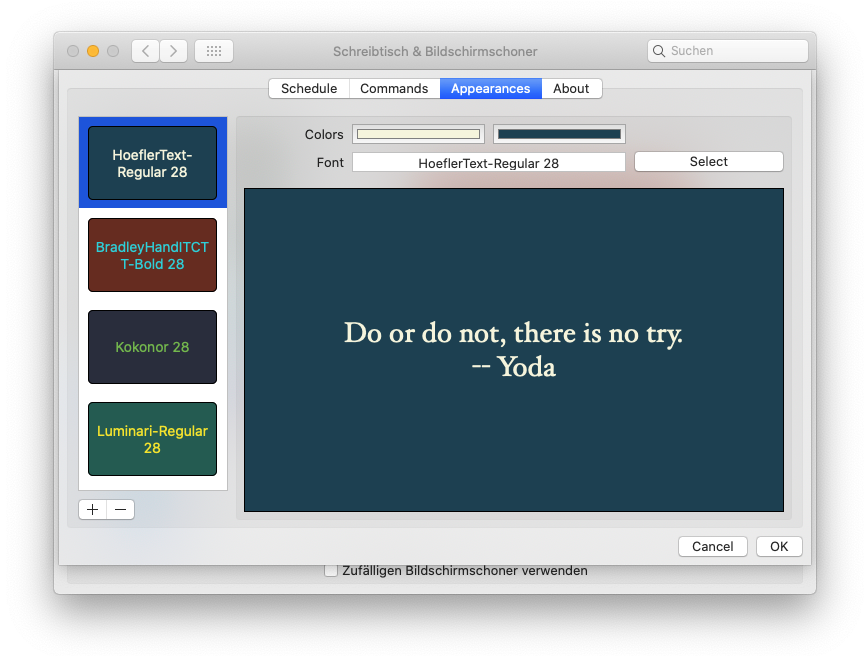 Schreibtisch & Bildschirmschoner
Suchen
Schedule
Commands
Appearances
About
HoeflerText-
Regular 28
BradleyHandITCT
T-Bold 28
Kokonor 28
Luminari-Regular
28
Colors
Font
HoeflerText-Regular 28
Select
Do or do not, there is no try.
-- Yoda
Cancel
OK
Zufälligen Bildschirmschoner verwenden